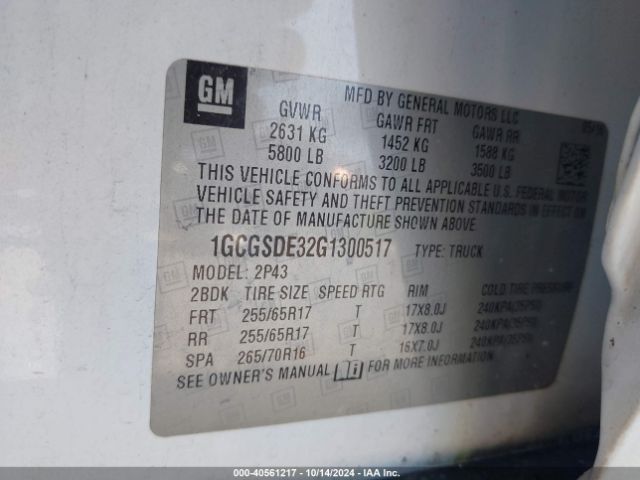 GM
MFD BY GENERAL MOTORS LLC
GVWR GAWR FRT GAWR RR
2631 KG 1452 KG 1588 KG
5800 LB 3200 LB 3500 LB
THIS VEHICLE CONFORMS TO ALL APPLICABLE U.S. FEDERAL MOTOR
VEHICLE SAFETY AND THEFT PREVENTION STANDARDS IN EFFECT ON
THE DATE OF MANUFACTURE SHOWN ABOVE.
1GCGSDE32G1300517 TYPE: TRUCK
MODEL: 2P43
2BDK TIRE SIZE SPEED RTG RIM COLD TIRE PRESSURE
FRT 255/65R17 T 17X8.0J 240KPA(35PSI)
RR 255/65R17 T 17X8.0J 240KPA(35PSI)
SPA 265/70R16 T 16X7.0J 240KPA(35PSI)
SEE OWNER'S MANUAL FOR MORE INFORMATION.
000-40561217 - 10/14/2024 - IAA Inc.